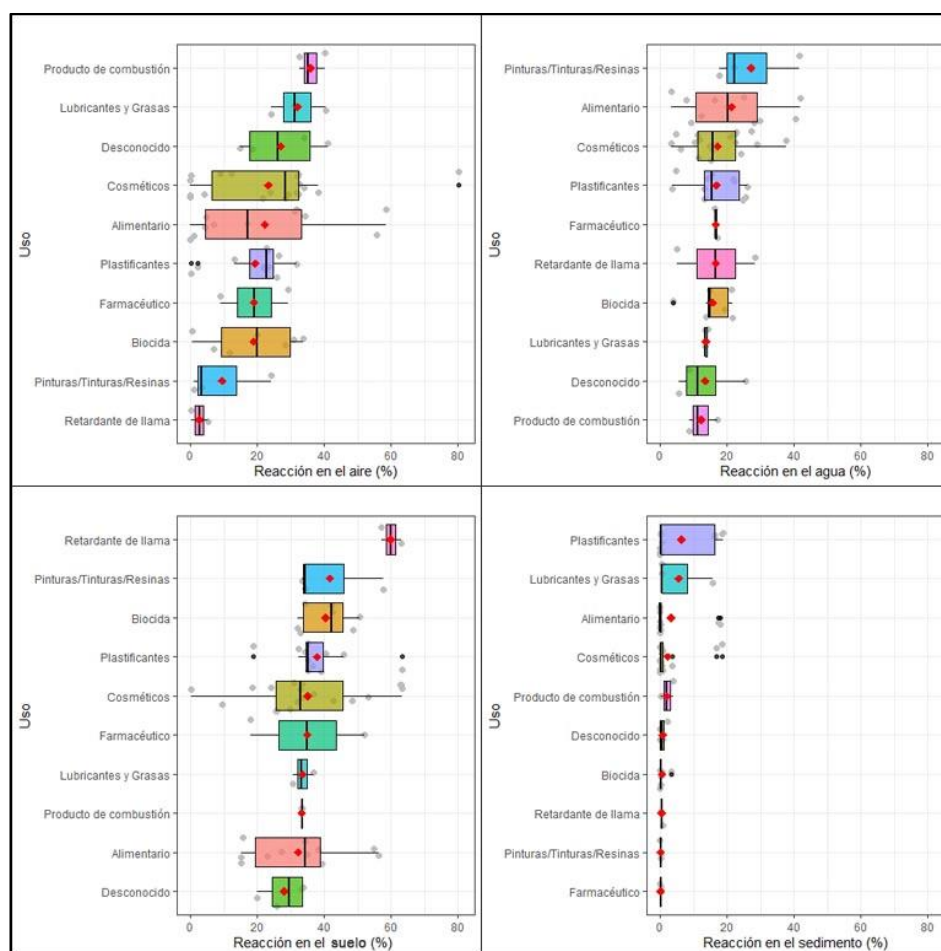 Uso
Producto de combustión
Lubricantes y Grasas
Desconocido
Cosméticos
Alimentario
Plastificantes
Farmacéutico
Biocida
Pinturas/Tinturas/Resinas
Retardante de llama
0 20 40 60 80
Reacción en el aire (%)
Uso
Pinturas/Tinturas/Resinas
Alimentario
Cosméticos
Plastificantes
Farmacéutico
Retardante de llama
Biocida
Lubricantes y Grasas
Desconocido
Producto de combustión
0 20 40 60 80
Reacción en el agua (%)
Uso
Retardante de llama
Pinturas/Tinturas/Resinas
Biocida
Plastificantes
Cosméticos
Farmacéutico
Lubricantes y Grasas
Producto de combustión
Alimentario
Desconocido
0 20 40 60 80
Reacción en el suelo (%)
Uso
Plastificantes
Lubricantes y Grasas
Alimentario
Cosméticos
Producto de combustión
Desconocido
Biocida
Retardante de llama
Pinturas/Tinturas/Resinas
Farmacéutico
0 20 40 60 80
Reacción en el sedimento (%)